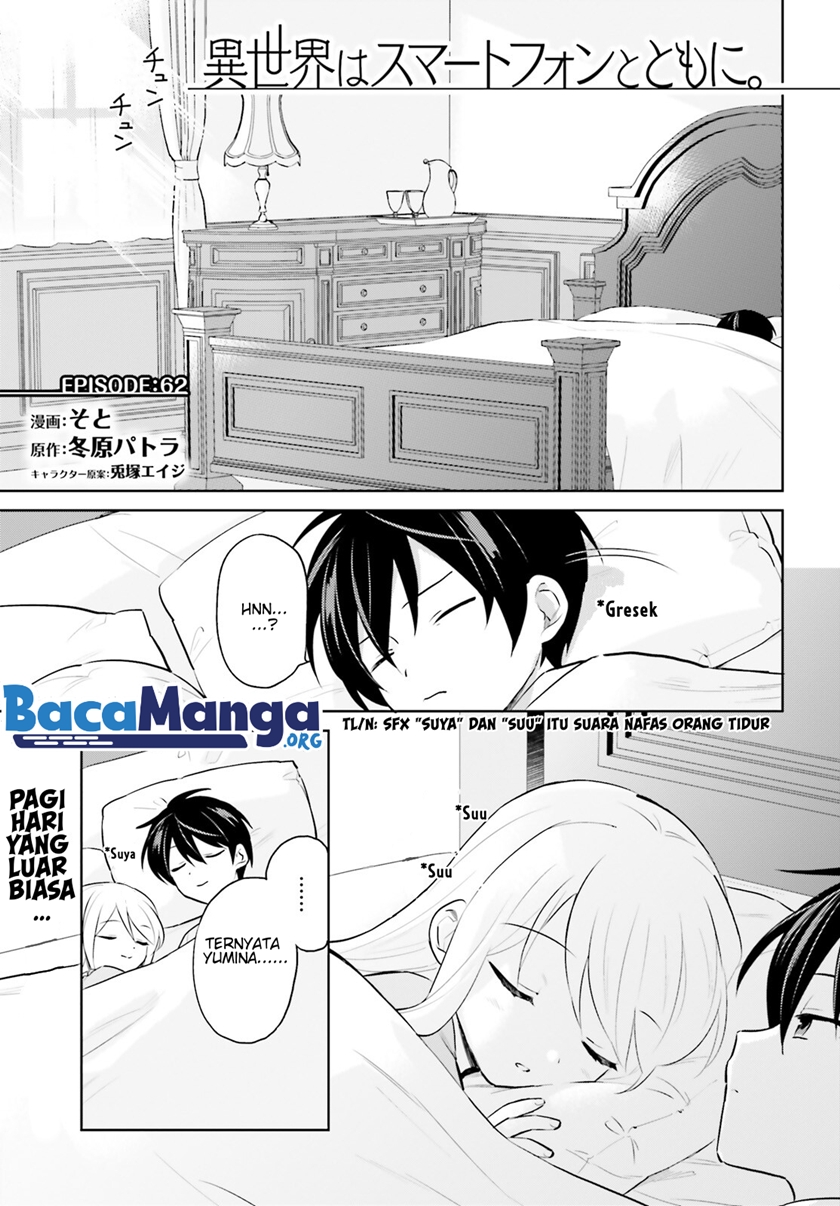 異世界はスマートフォンとともに。
チュン
チュン
EPISODE:62
漫画:そと
原作:冬原パトラ
キャラクター原案:兎塚エイジ
HNN...
......?
*Gresek
BacaManga
.ORG
TL/N: SFX "SUYA" DAN "SUU" ITU SUARA NAFAS ORANG TIDUR
*Suu
*Suu
PAGI
HARI
YANG
LUAR
BIASA
...
*Suya
......
TERNYATA
YUMINA......